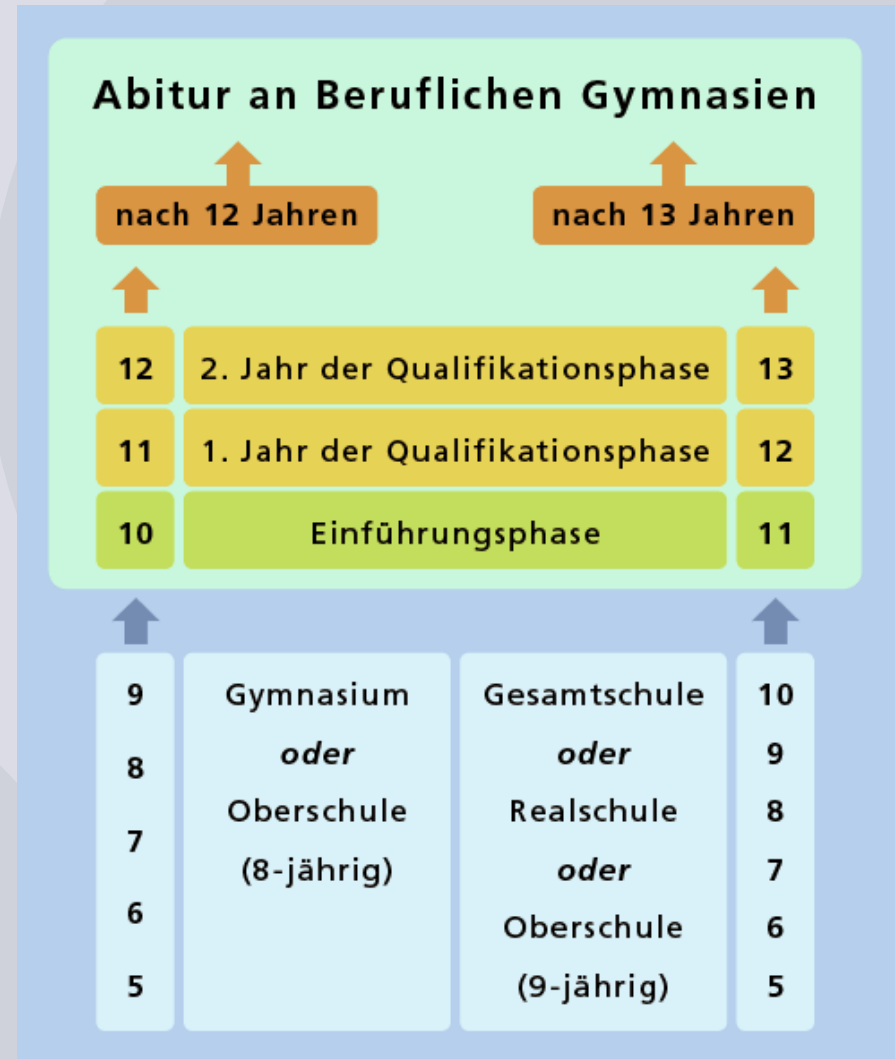 Abitur an Beruflichen Gymnasien
nach 12 Jahren
nach 13 Jahren
12 2. Jahr der Qualifikationsphase 13
11 1. Jahr der Qualifikationsphase 12
10 Einführungsphase 11
9
8
7
6
5
Gymnasium
oder
Oberschule
(8-jährig)
Gesamtschule
oder
Realschule
oder
Oberschule
(9-jährig)
10
9
8
7
6
5